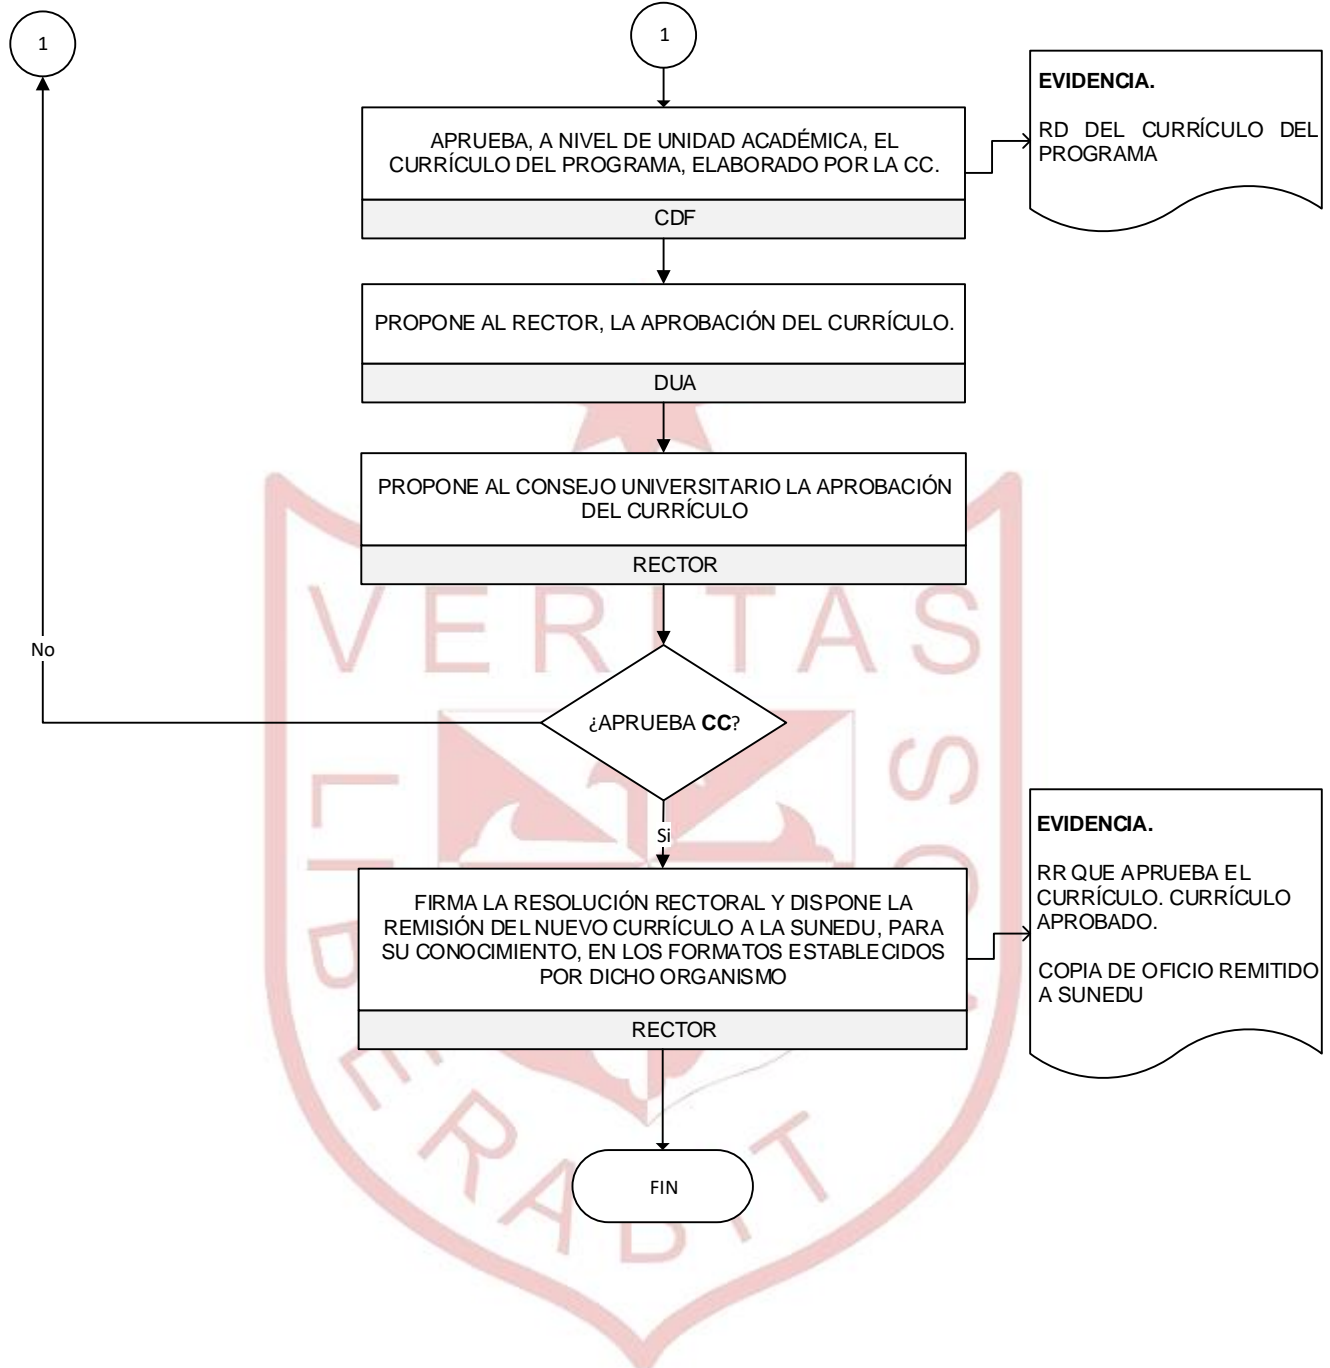 1
1
EVIDENCIA.
RD DEL CURRÍCULO DEL
PROGRAMA
APRUEBA, A NIVEL DE UNIDAD ACADÉMICA, EL
CURRÍCULO DEL PROGRAMA, ELABORADO POR LA CC.
CDF
PROPONE AL RECTOR, LA APROBACIÓN DEL CURRÍCULO.
DUA
PROPONE AL CONSEJO UNIVERSITARIO LA APROBACIÓN
DEL CURRÍCULO
RECTOR
No
¿APRUEBA CC?
Si
FIRMA LA RESOLUCIÓN RECTORAL Y DISPONE LA
REMISIÓN DEL NUEVO CURRÍCULO A LA SUNEDU, PARA
SU CONOCIMIENTO, EN LOS FORMATOS ESTABLECIDOS
POR DICHO ORGANISMO
RECTOR
EVIDENCIA.
RR QUE APRUEBA EL
CURRÍCULO. CURRÍCULO
APROBADO.
COPIA DE OFICIO REMITIDO
A SUNEDU
FIN
VERITAS
LIBERABIT